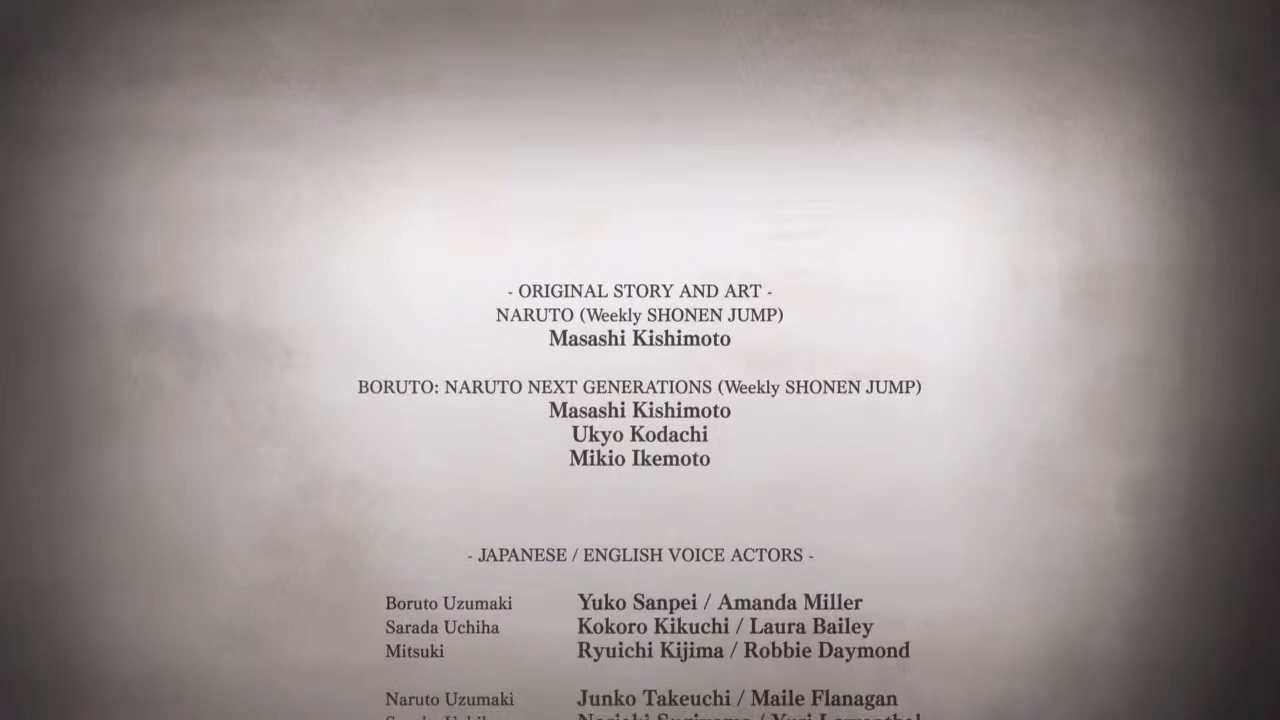 - ORIGINAL STORY AND ART -
NARUTO (Weekly SHONEN JUMP)
Masashi Kishimoto
BORUTO: NARUTO NEXT GENERATIONS (Weekly SHONEN JUMP)
Masashi Kishimoto
Ukyo Kodachi
Mikio Ikemoto
- JAPANESE / ENGLISH VOICE ACTORS -
Boruto Uzumaki Yuko Sanpei / Amanda Miller
Sarada Uchiha Kokoro Kikuchi / Laura Bailey
Mitsuki Ryuichi Kijima / Robbie Daymond
Naruto Uzumaki Junko Takeuchi / Maile Flanagan